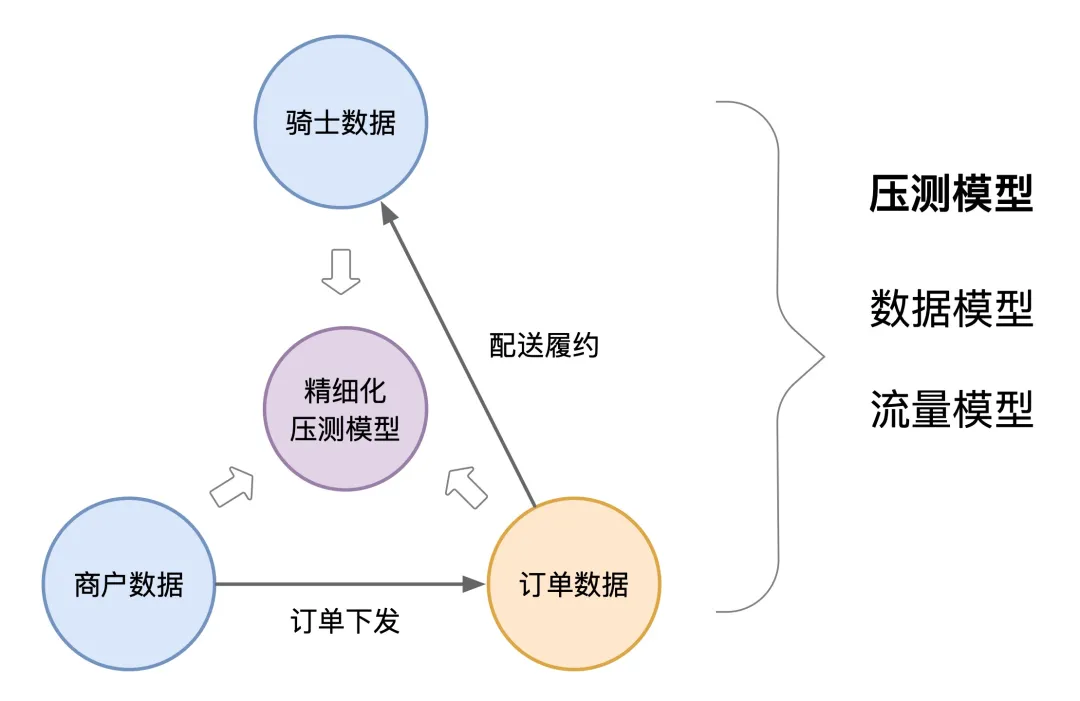 骑士数据
配送履约
精细化
压测模型
商户数据
订单下发
订单数据
压测模型
数据模型
流量模型